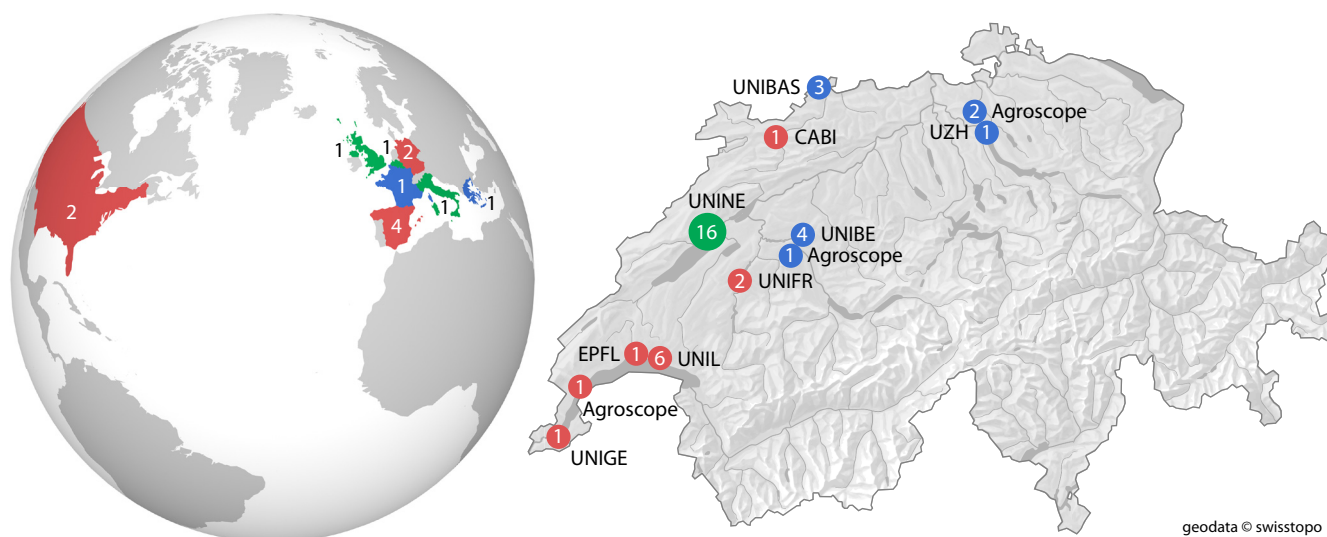 1
1
2
1
1
1
2
4
UNIBAS 3
2 Agroscope
UZH 1
1 CABI
UNINE
16
4 UNIBE
1 Agroscope
2 UNIFR
EPFL 1
6 UNIL
1
Agroscope
1
UNIGE
geodata © swisstopo